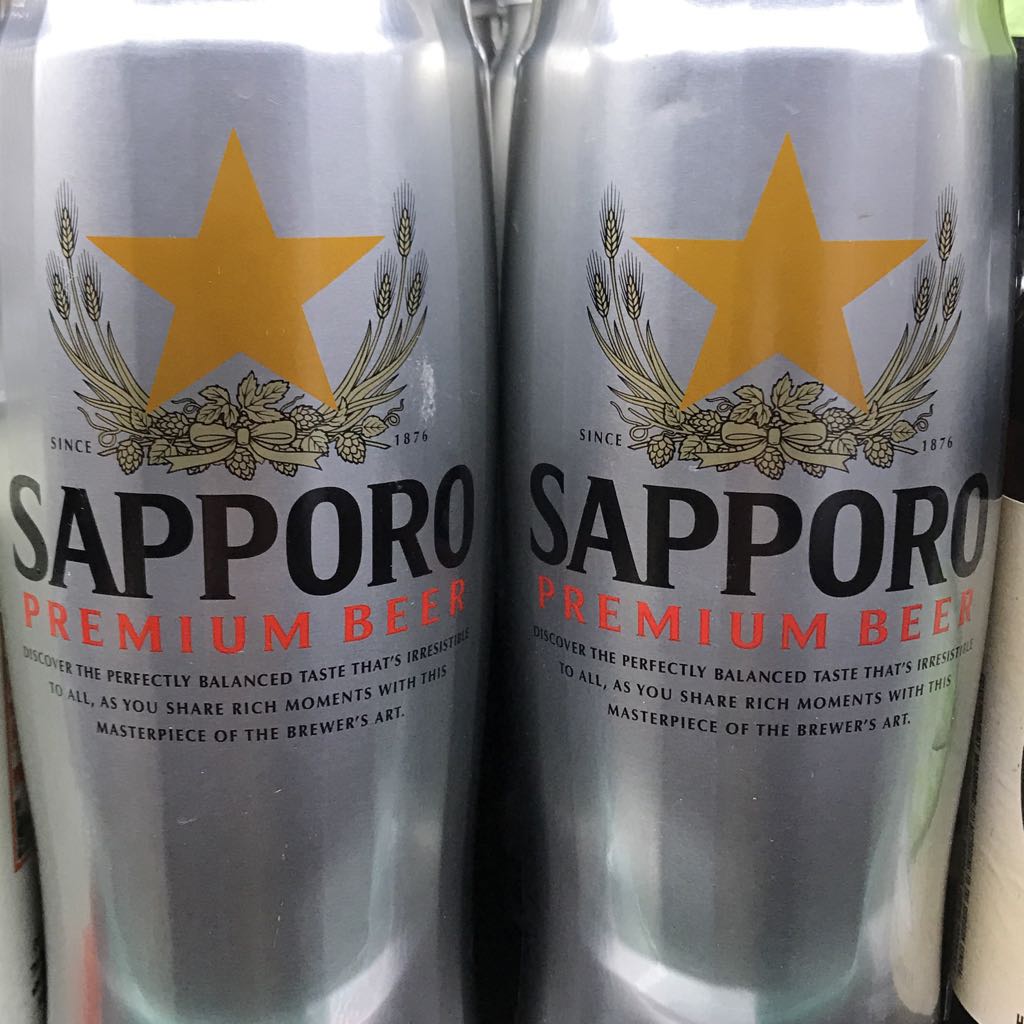 SINCE 1876
SAPPORO
PREMIUM BEER
DISCOVER THE PERFECTLY BALANCED TASTE THAT'S IRRESISTIBLE
TO ALL, AS YOU SHARE RICH MOMENTS WITH THIS
MASTERPIECE OF THE BREWER'S ART.
SINCE 1876
SAPPORO
PREMIUM BEER
DISCOVER THE PERFECTLY BALANCED TASTE THAT'S IRRESISTIBLE
TO ALL, AS YOU SHARE RICH MOMENTS WITH THIS
MASTERPIECE OF THE BREWER'S ART.